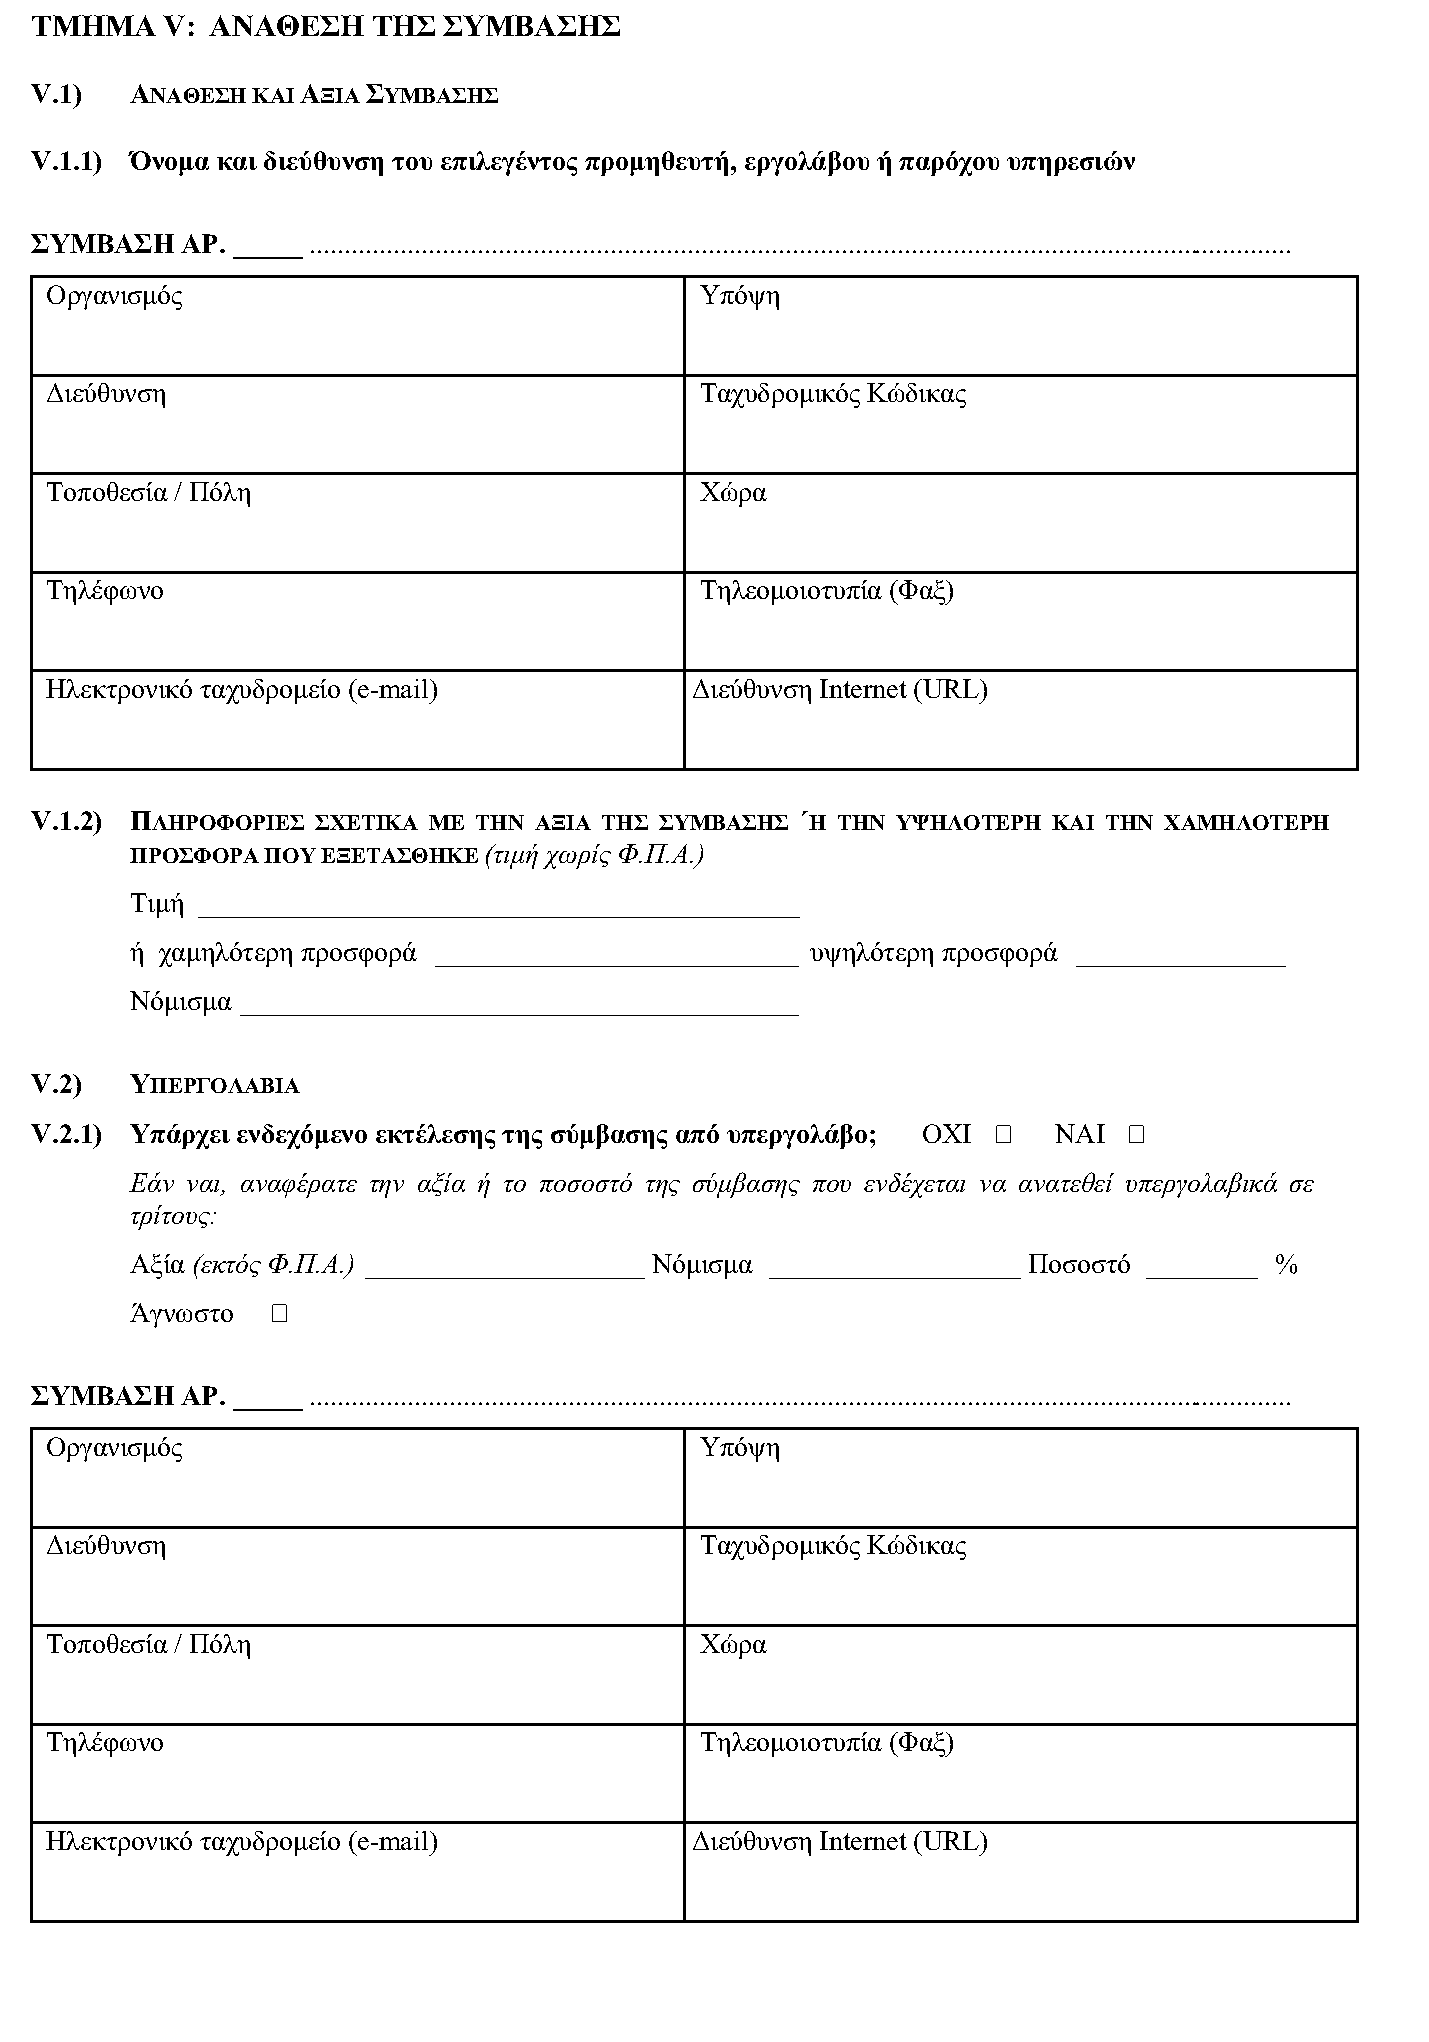 ΤΜΗΜΑ V:  ΑΝΑΘΕΣΗ ΤΗΣ ΣΥΜΒΑΣΗΣ
V.1) ΑΝΑΘΕΣΗ ΚΑΙ ΑΞΙΑ ΣΥΜΒΑΣΗΣ
V.1.1) Όνομα και διεύθυνση του επιλεγέντος προμηθευτή, εργολάβου ή παρόχου υπηρεσιών
ΣΥΜΒΑΣΗ ΑΡ. _____ ................................................................................................................................................
Οργανισμός Υπόψη
Διεύθυνση Ταχυδρομικός Κώδικας
Τοποθεσία / Πόλη Χώρα
Τηλέφωνο Τηλεομοιοτυπία (Φαξ)
Ηλεκτρονικό ταχυδρομείο (e-mail) Διεύθυνση Internet (URL)
V.1.2) ΠΛΗΡΟΦΟΡΙΕΣ ΣΧΕΤΙΚΑ ΜΕ ΤΗΝ ΑΞΙΑ ΤΗΣ ΣΥΜΒΑΣΗΣ ΄Η ΤΗΝ ΥΨΗΛΟΤΕΡΗ ΚΑΙ ΤΗΝ ΧΑΜΗΛΟΤΕΡΗ
ΠΡΟΣΦΟΡΑ ΠΟΥ ΕΞΕΤΑΣΘΗΚΕ (τιμή χωρίς Φ.Π.Α.)
Τιμή ___________________________________________
ή χαμηλότερη προσφορά __________________________ υψηλότερη προσφορά _______________
Νόμισμα ________________________________________
V.2) ΥΠΕΡΓΟΛΑΒΙΑ
V.2.1) Υπάρχει ενδεχόμενο εκτέλεσης της σύμβασης από υπεργολάβο; ΟΧΙ □ ΝΑΙ □
Εάν ναι, αναφέρατε την αξία ή το ποσοστό της σύμβασης που ενδέχεται να ανατεθεί υπεργολαβικά σε
τρίτους:
Αξία (εκτός Φ.Π.Α.) ____________________ Νόμισμα __________________ Ποσοστό ________ %
Άγνωστο □
ΣΥΜΒΑΣΗ ΑΡ. _____ ................................................................................................................................................
Οργανισμός Υπόψη
Διεύθυνση Ταχυδρομικός Κώδικας
Τοποθεσία / Πόλη Χώρα
Τηλέφωνο Τηλεομοιοτυπία (Φαξ)
Ηλεκτρονικό ταχυδρομείο (e-mail) Διεύθυνση Internet (URL)